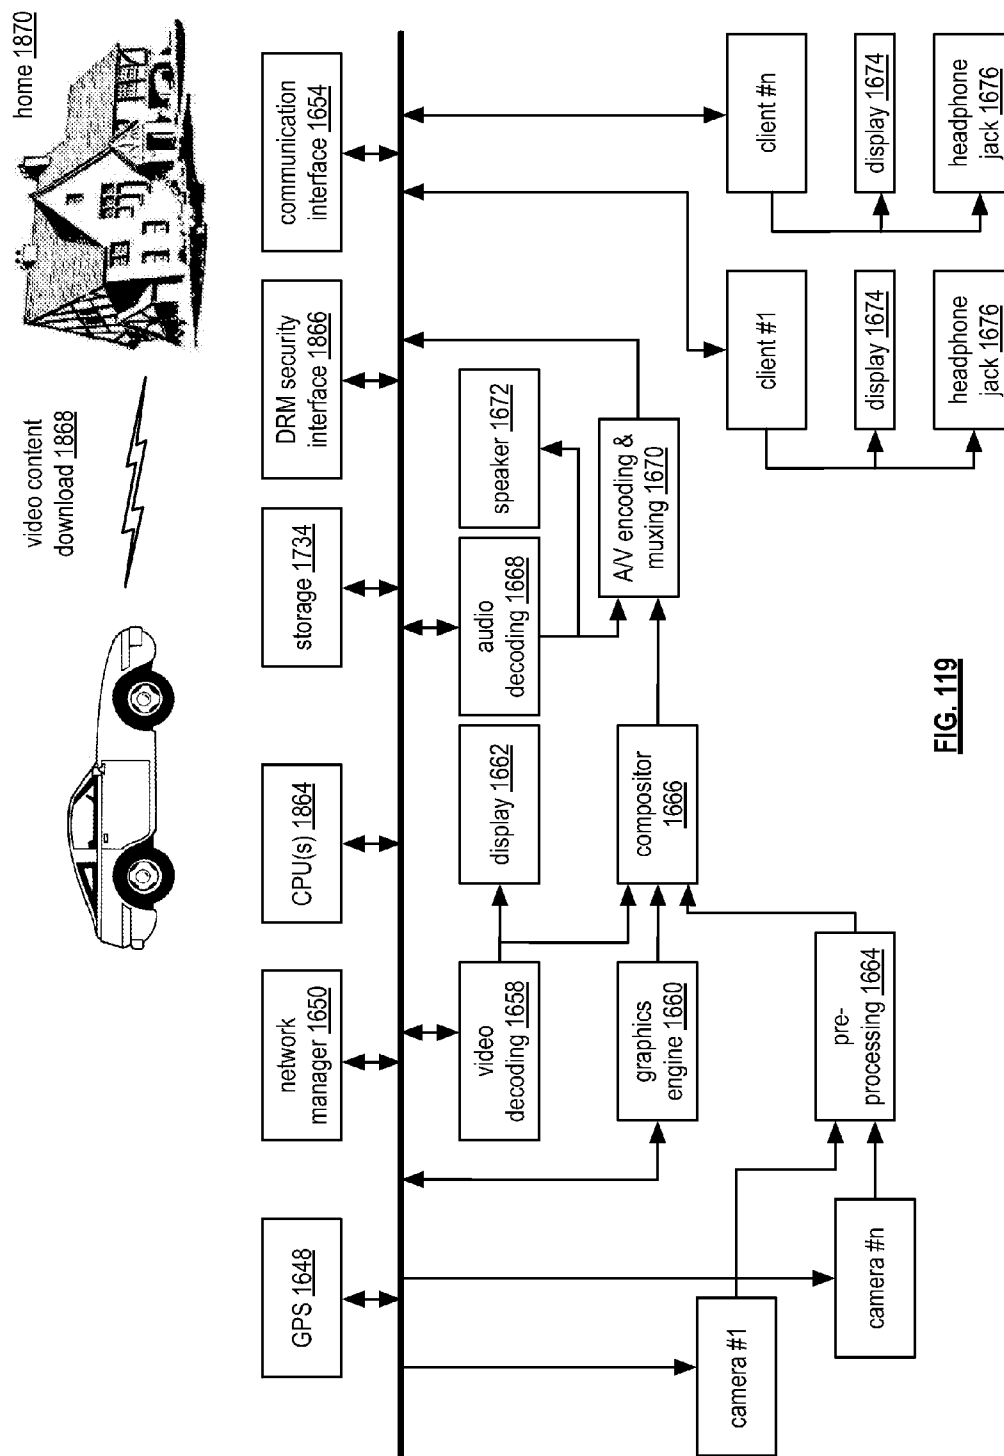 home 1870
video content
download 1868
GPS 1648
network
manager 1650
CPU(s) 1864
storage 1734
DRM security
interface 1866
communication
interface 1654
video
decoding 1658
display 1662
audio
decoding 1668
speaker 1672
graphics
engine 1660
compositor
1666
A/V encoding &
muxing 1670
camera #1
camera #n
pre-
processing 1664
client #1
display 1674
headphone
jack 1676
client #n
display 1674
headphone
jack 1676
FIG. 119